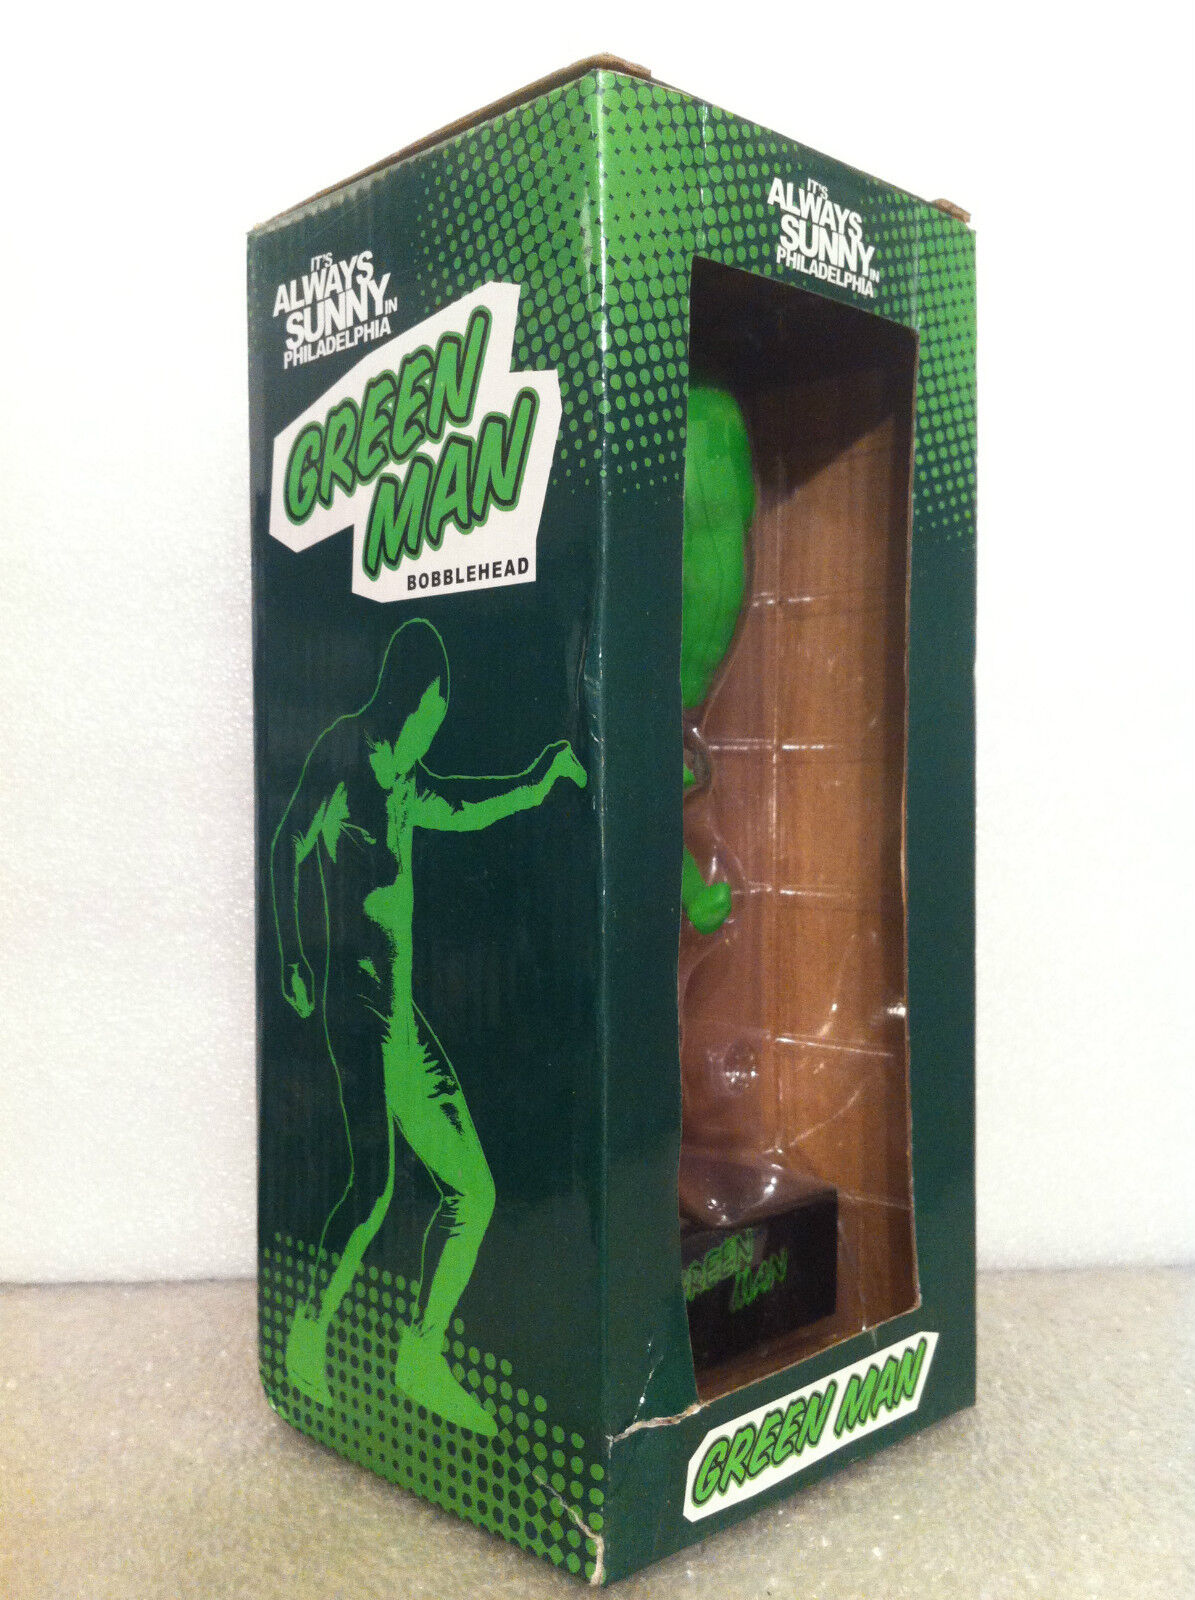 IT'S
ALWAYS
SUNNY IN
PHILADELPHIA
GREEN
MAN
BOBBLEHEAD
IT'S
ALWAYS
SUNNY IN
PHILADELPHIA
GREEN
MAN
GREEN MAN